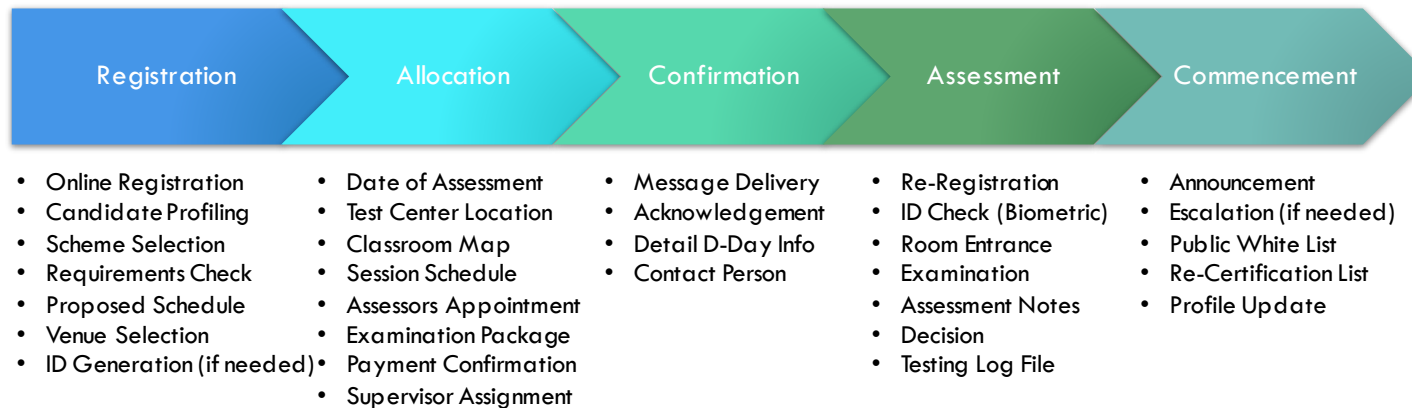 Registration
Allocation
Confirmation
Assessment
Commencement
• Online Registration
• Candidate Profiling
• Scheme Selection
• Requirements Check
• Proposed Schedule
• Venue Selection
• ID Generation (if needed)
• Date of Assessment
• Test Center Location
• Classroom Map
• Session Schedule
• Assessors Appointment
• Examination Package
• Payment Confirmation
• Supervisor Assignment
• Message Delivery
• Acknowledgement
• Detail D-Day Info
• Contact Person
• Re-Registration
• ID Check (Biometric)
• Room Entrance
• Examination
• Assessment Notes
• Decision
• Testing Log File
• Announcement
• Escalation (if needed)
• Public White List
• Re-Certification List
• Profile Update